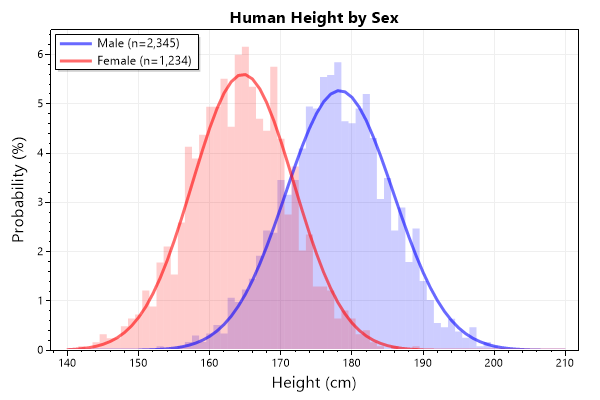 Human Height by Sex
Male (n=2,345)
Female (n=1,234)
Probability (%)
6
5
4
3
2
1
0
140 150 160 170 180 190 200 210
Height (cm)